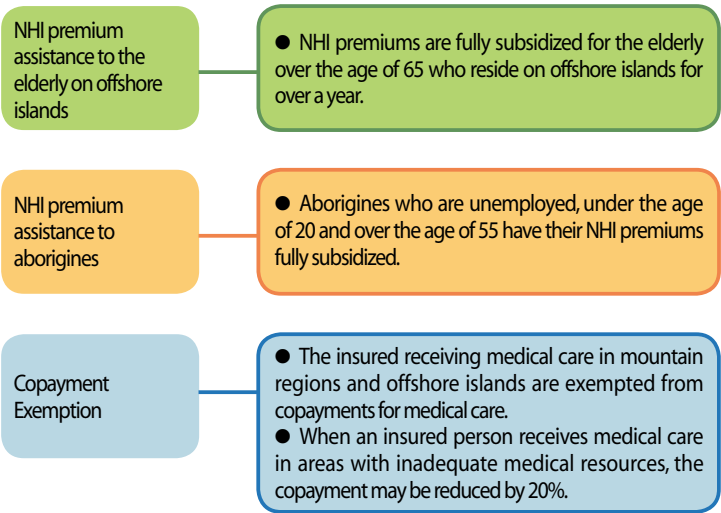 NHI premium
assistance to the
elderly on offshore
islands
● NHI premiums are fully subsidized for the elderly
over the age of 65 who reside on offshore islands for
over a year.
NHI premium
assistance to
aborigines
● Aborigines who are unemployed, under the age
of 20 and over the age of 55 have their NHI premiums
fully subsidized.
Copayment
Exemption
● The insured receiving medical care in mountain
regions and offshore islands are exempted from
copayments for medical care.
● When an insured person receives medical care
in areas with inadequate medical resources, the
copayment may be reduced by 20%.